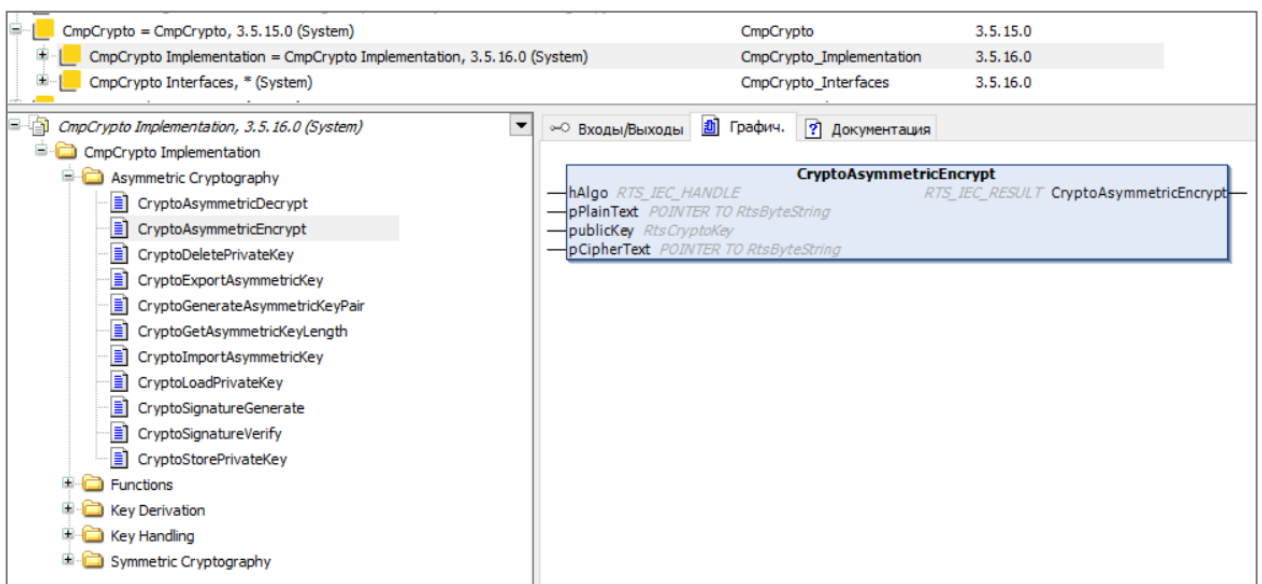 CmpCrypto = CmpCrypto, 3.5.15.0 (System) CmpCrypto 3.5.15.0
CmpCrypto Implementation = CmpCrypto Implementation, 3.5.16.0 (System) CmpCrypto_Implementation 3.5.16.0
CmpCrypto Interfaces, * (System) CmpCrypto_Interfaces 3.5.16.0
CmpCrypto Implementation, 3.5.16.0 (System)
CmpCrypto Implementation
Asymmetric Cryptography
CryptoAsymmetricDecrypt
CryptoAsymmetricEncrypt
CryptoDeletePrivateKey
CryptoExportAsymmetricKey
CryptoGenerateAsymmetricKeyPair
CryptoGetAsymmetricKeyLength
CryptoImportAsymmetricKey
CryptoLoadPrivateKey
CryptoSignatureGenerate
CryptoSignatureVerify
CryptoStorePrivateKey
Functions
Key Derivation
Key Handling
Symmetric Cryptography
Входы/Выходы Графич. Документация
CryptoAsymmetricEncrypt
hAlgo RTS_IEC_HANDLE RTS_IEC_RESULT CryptoAsymmetricEncrypt
pPlainText POINTER TO RtsByteString
publicKey RtsCryptoKey
pCipherText POINTER TO RtsByteString